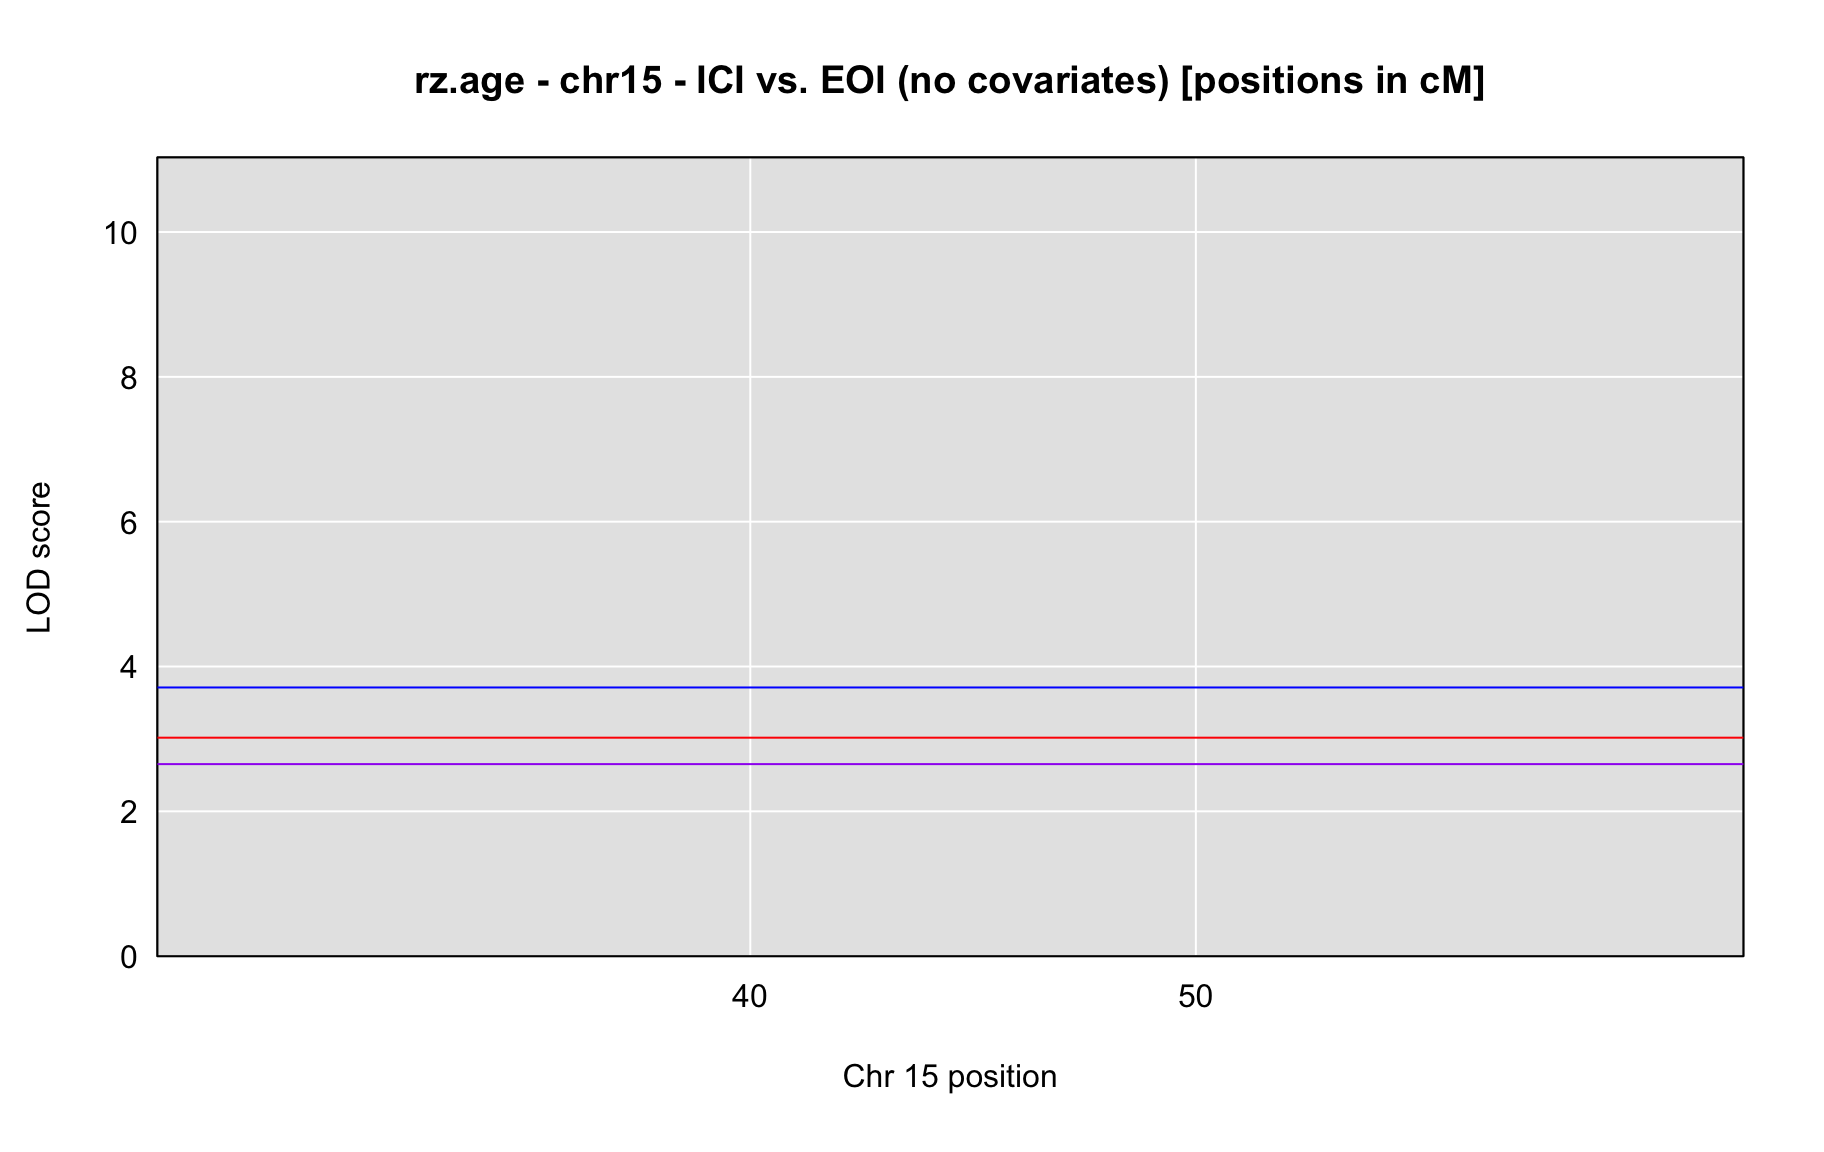 rz.age - chr15 - ICI vs. EOI (no covariates) [positions in cM]
10
8
6
4
2
0
LOD score
40 50
Chr 15 position